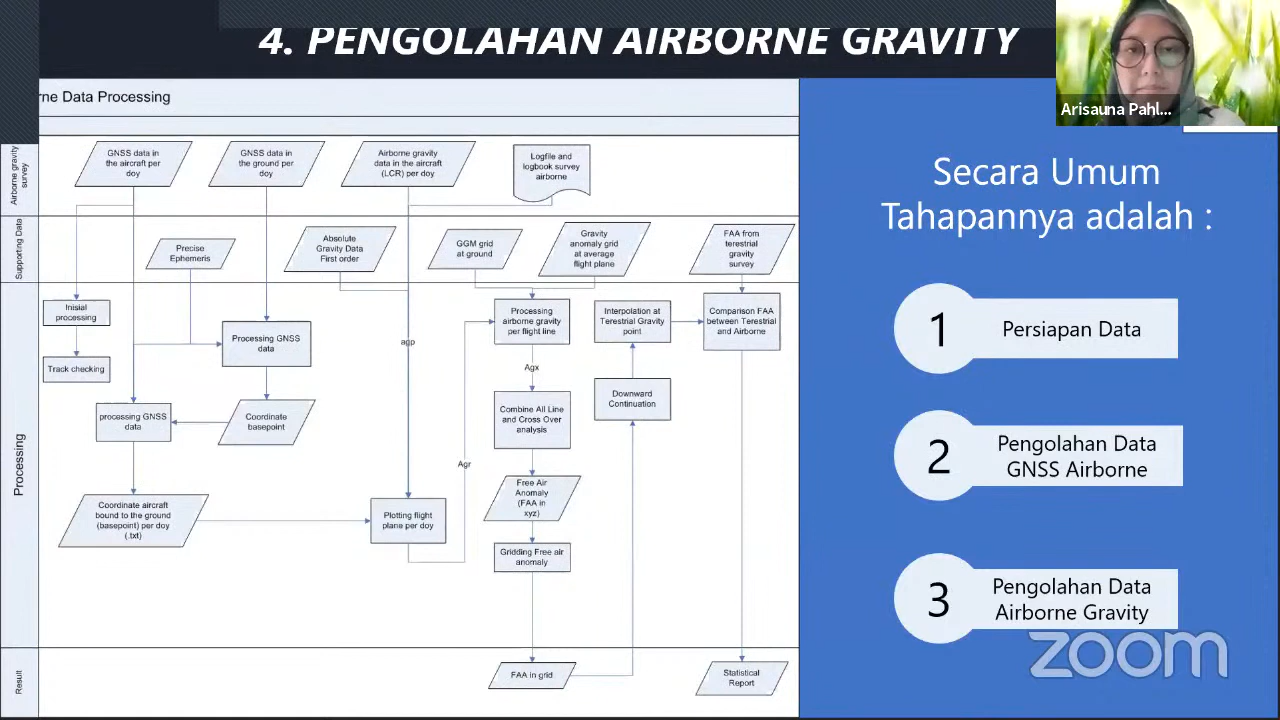 4. PENGOLAHAN AIRBORNE GRAVITY
Arisauna Pahl...
rne Data Processing
Airborne gravity
survey
GNSS data in
the aircraft per
doy
GNSS data in
the ground per
doy
Airborne gravity
data in the aircraft
(LCR) per doy
Logfile and
logbook survey
airborne
Supporting Data
Precise
Ephemeris
Absolute
Gravity Data
First order
GGM grid
at ground
Gravity
anomaly grid
at average
flight plane
FAA from
terestrial
gravity
survey
Processing
Inisial
processing
Track checking
Processing GNSS
data
processing GNSS
data
Coordinate
basepoint
Coordinate aircraft
bound to the ground
(basepoint) per doy
(.txt)
agp
Plotting flight
plane per doy
Agr
Processing
airborne gravity
per flight line
Agx
Combine All Line
and Cross Over
analysis
Free Air
Anomaly
(FAA in
xyz)
Gridding Free air
anomaly
Interpolation at
Terestrial Gravity
point
Downward
Continuation
Comparison FAA
between Terestrial
and Airborne
Result
FAA in grid
Statistical
Report
Secara Umum
Tahapannya adalah :
1
Persiapan Data
2
Pengolahan Data
GNSS Airborne
3
Pengolahan Data
Airborne Gravity
zoom